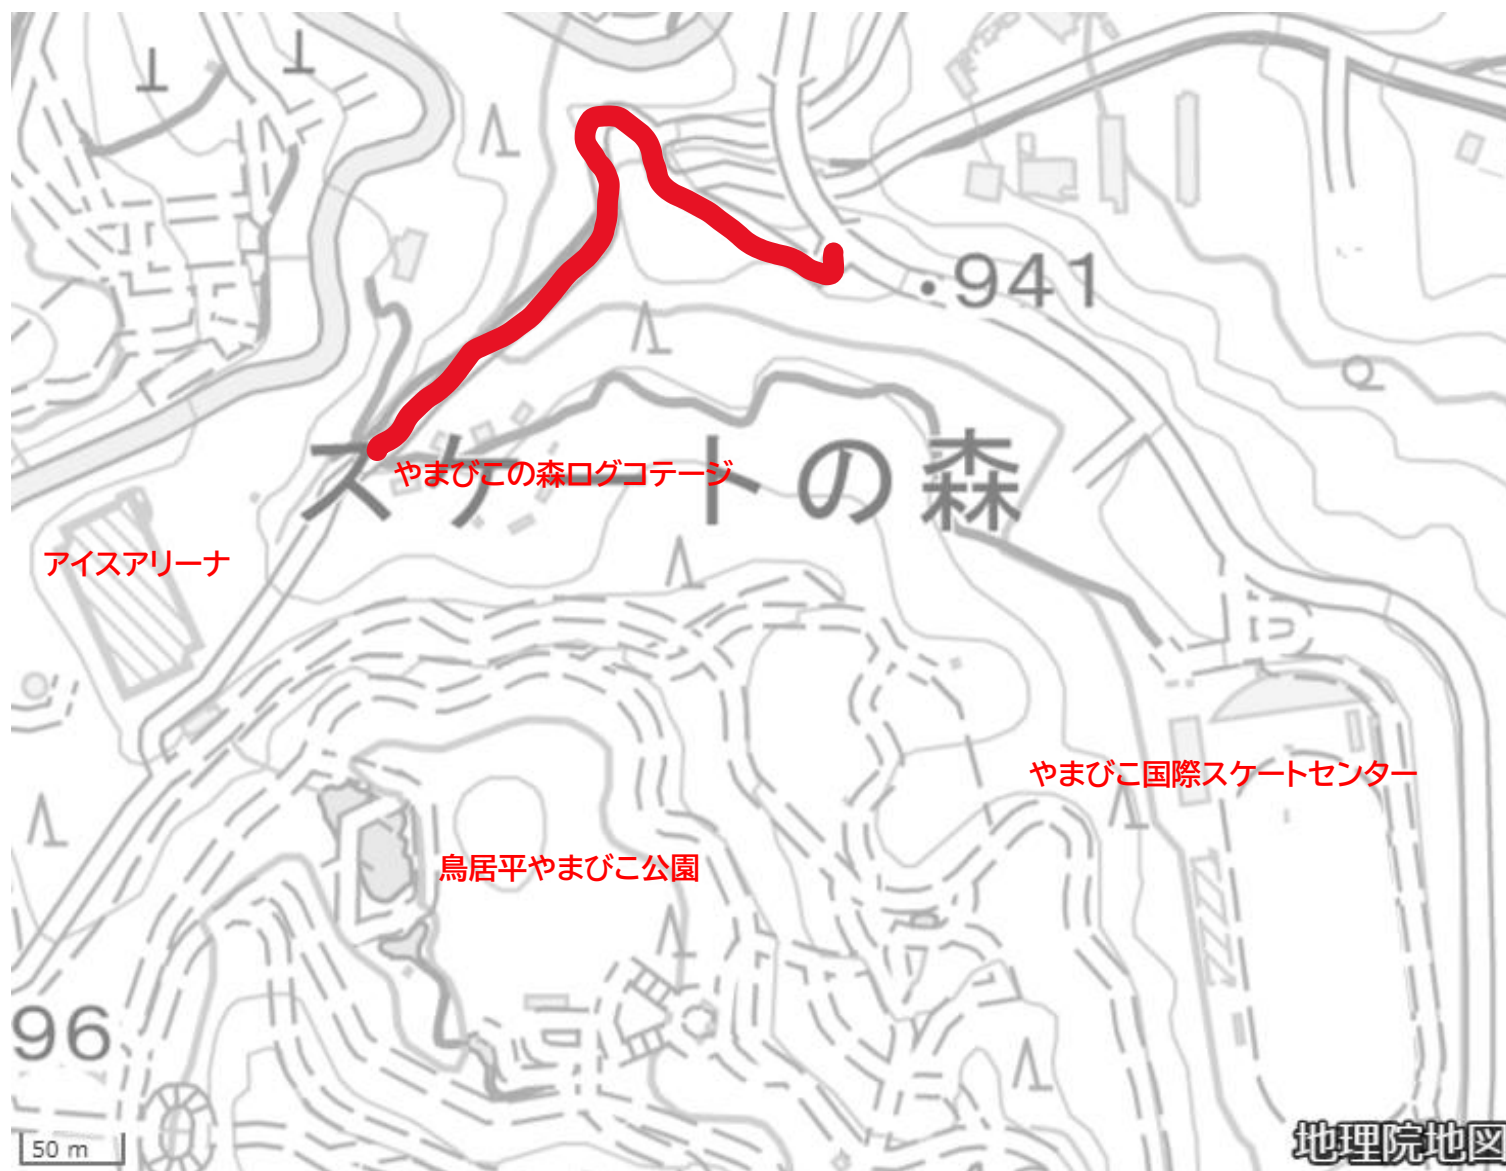 941
スケートの森
やまびこの森ログコテージ
アイスアリーナ
やまびこ国際スケートセンター
鳥居平やまびこ公園
96
50 m
地理院地図